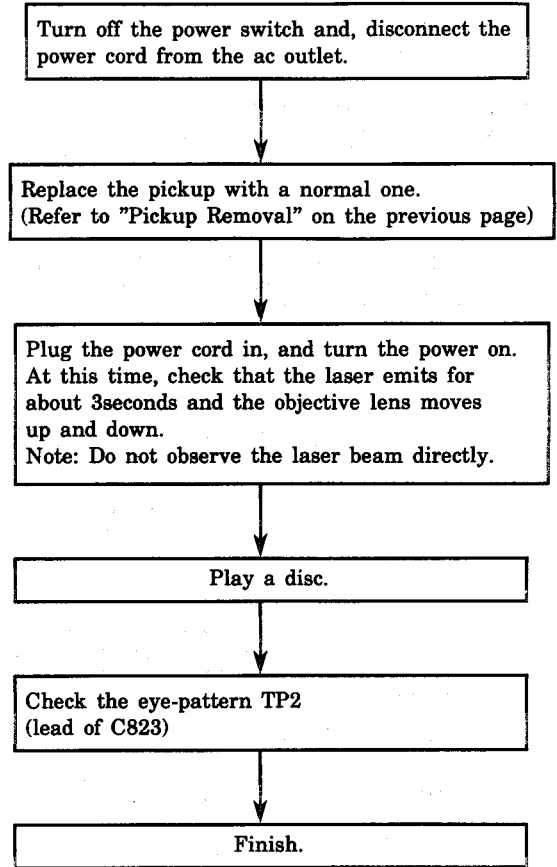 Turn off the power switch and, disconnect the
power cord from the ac outlet.
Replace the pickup with a normal one.
(Refer to "Pickup Removal" on the previous page)
Plug the power cord in, and turn the power on.
At this time, check that the laser emits for
about 3seconds and the objective lens moves
up and down.
Note: Do not observe the laser beam directly.
Play a disc.
Check the eye-pattern TP2
(lead of C823)
Finish.